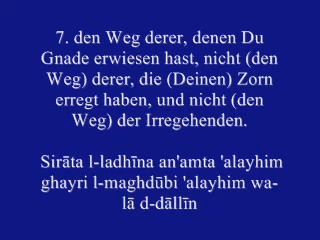 7. den Weg derer, denen Du
Gnade erwiesen hast, nicht (den
Weg) derer, die (Deinen) Zorn
erregt haben, und nicht (den
Weg) der Irregehenden.
Sirāta l-ladhīna an'amta 'alayhim
ghayri l-maghdūbi 'alayhim wa-
lā d-dāllīn